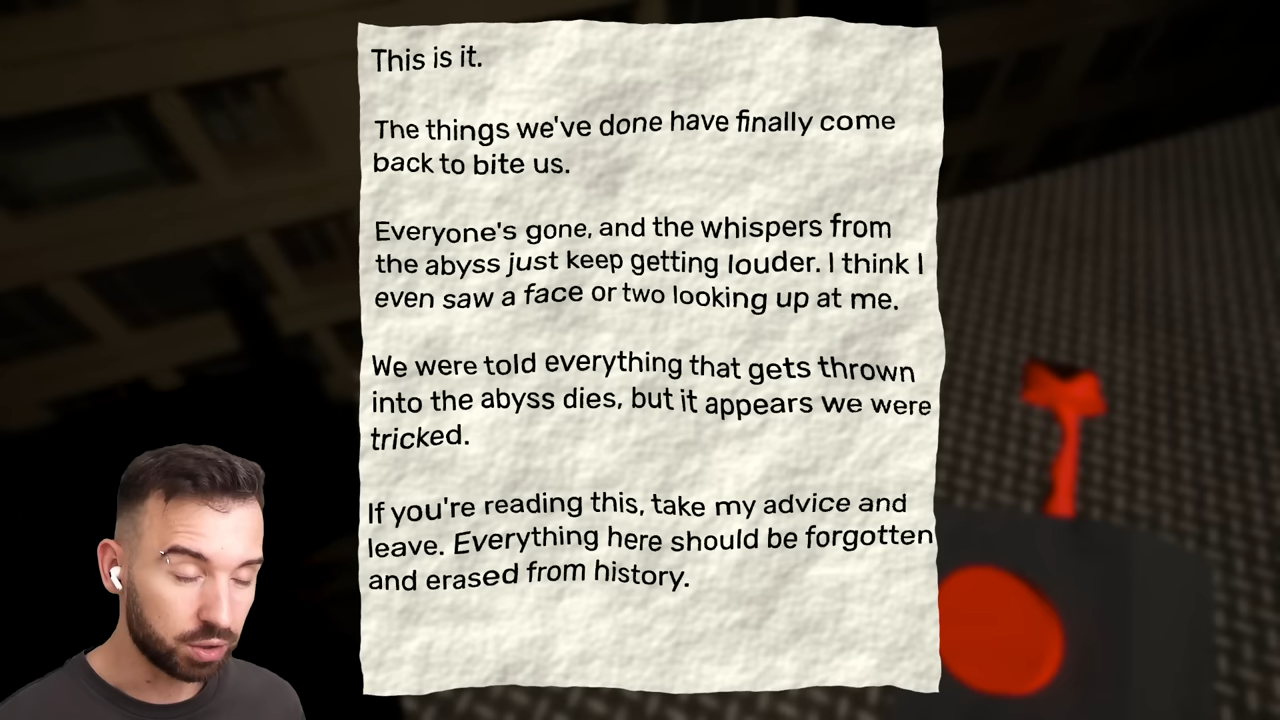 This is it.
The things we've done have finally come
back to bite us.
Everyone's gone, and the whispers from
the abyss just keep getting louder. I think I
even saw a face or two looking up at me.
We were told everything that gets thrown
into the abyss dies, but it appears we were
tricked.
If you're reading this, take my advice and
leave. Everything here should be forgotten
and erased from history.